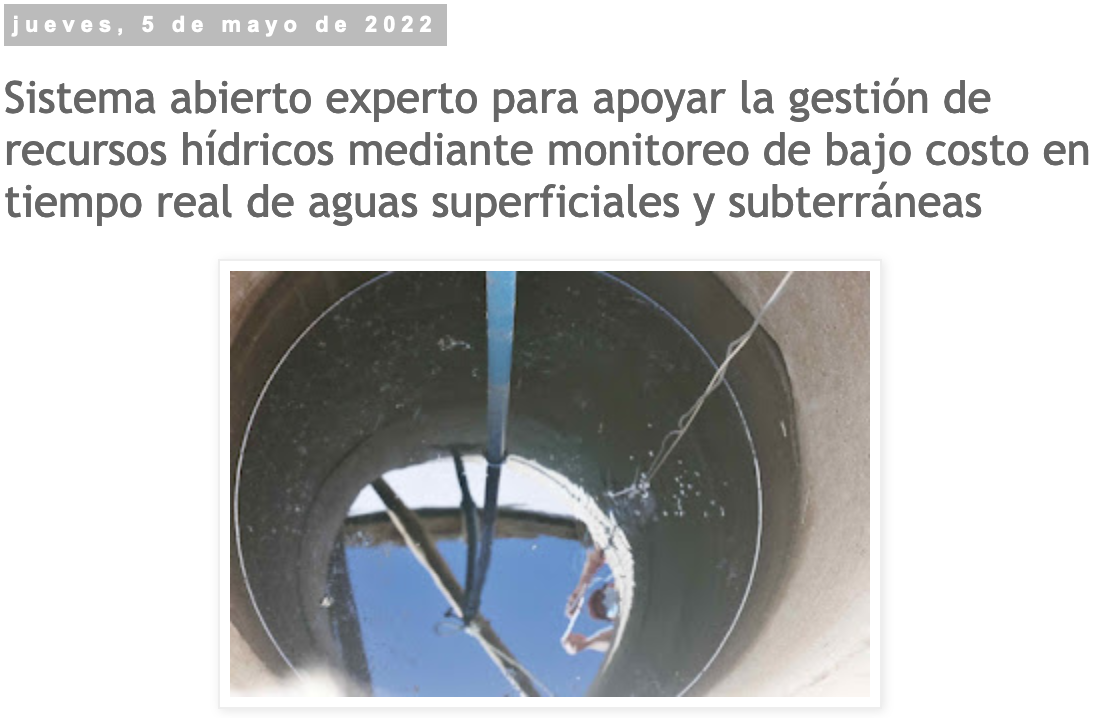 jueves, 5 de mayo de 2022
Sistema abierto experto para apoyar la gestión de
recursos hídricos mediante monitoreo de bajo costo en
tiempo real de aguas superficiales y subterráneas